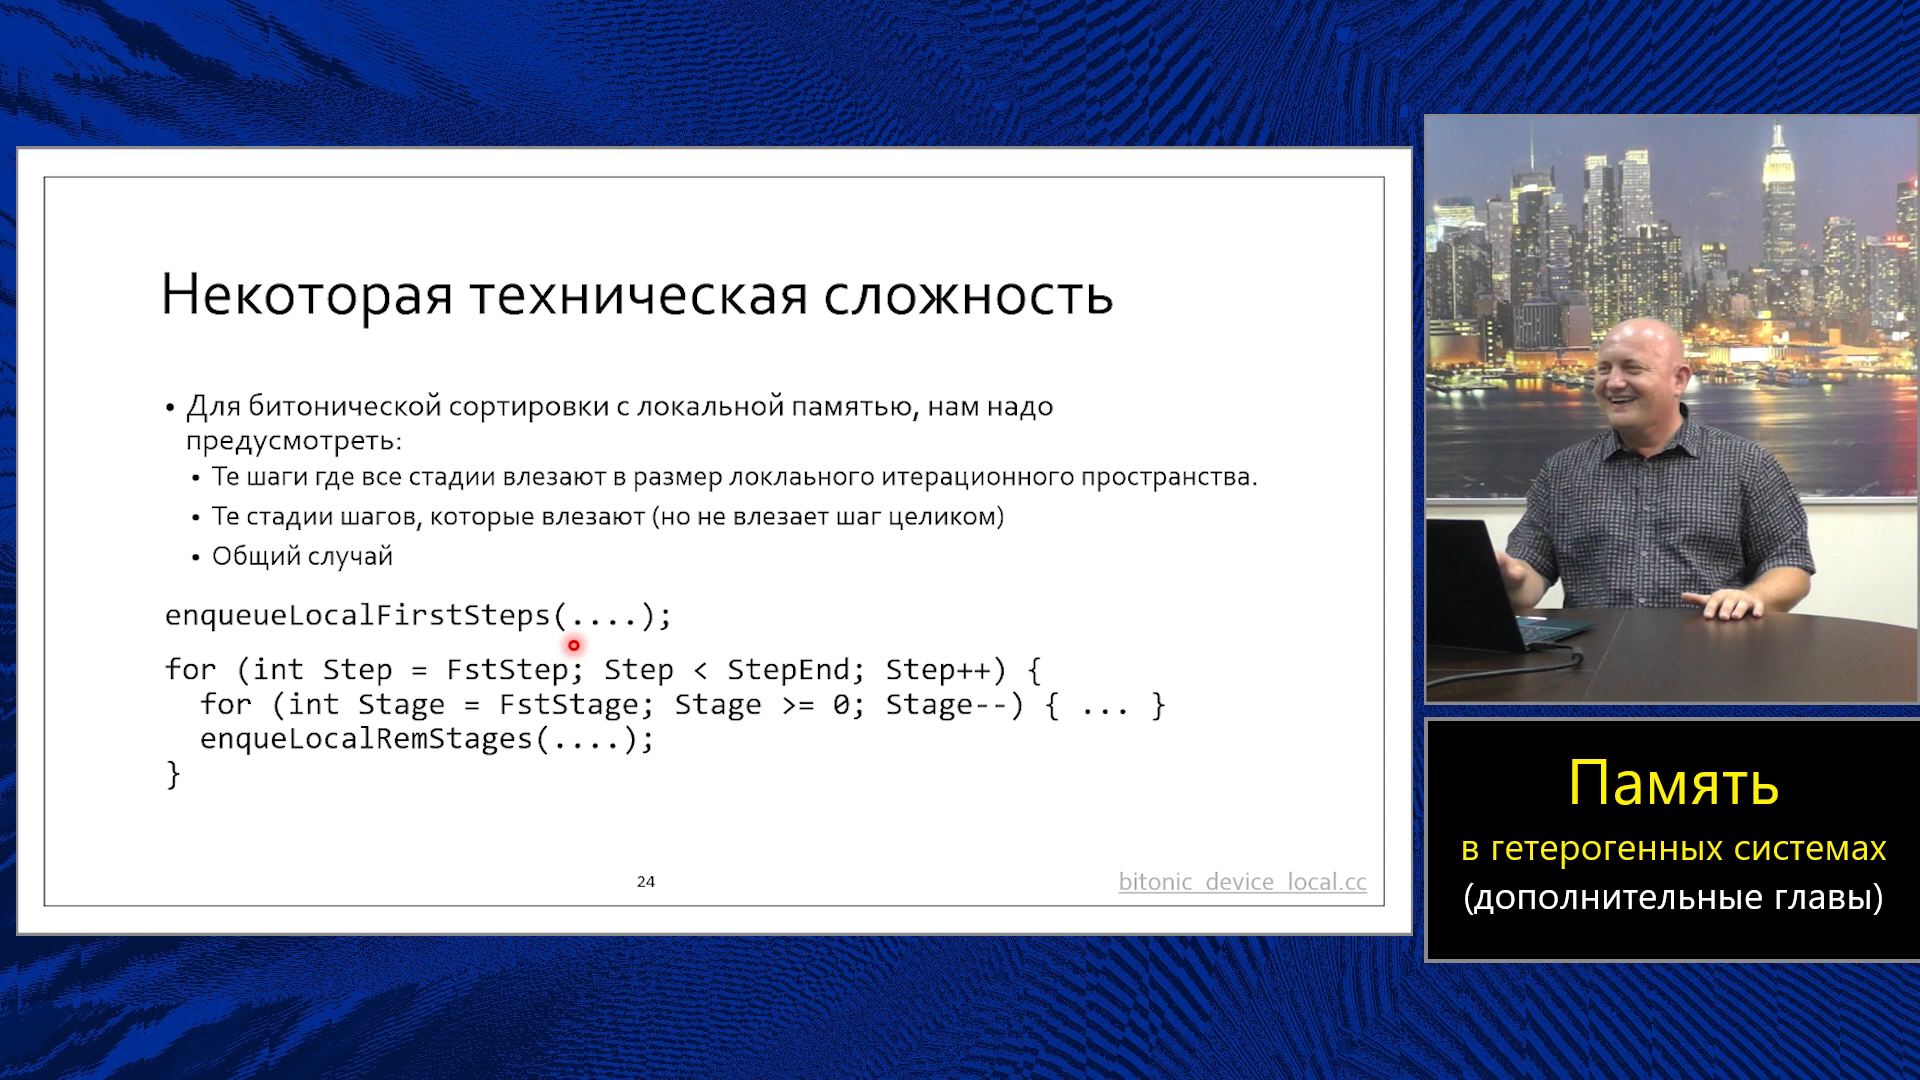 Некоторая техническая сложность
• Для битонической сортировки с локальной памятью, нам надо
предусмотреть:
• Те шаги где все стадии влезают в размер локлаьного итерационного пространства.
• Те стадии шагов, которые влезают (но не влезает шаг целиком)
• Общий случай
enqueueLocalFirstSteps(....);
for (int Step = FstStep; Step < StepEnd; Step++) {
for (int Stage = FstStage; Stage >= 0; Stage--) { ... }
enqueLocalRemStages(....);
}
24
bitonic_device_local.cc
Память
в гетерогенных системах
(дополнительные главы)